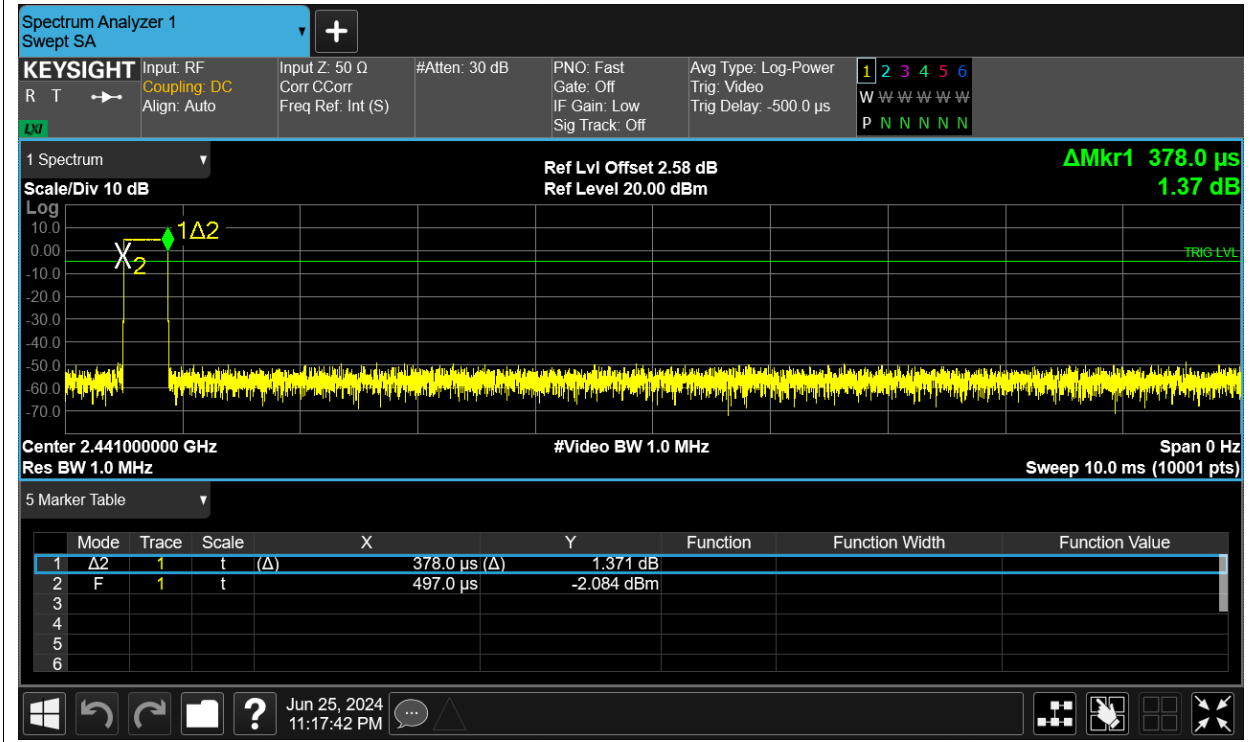 Spectrum Analyzer 1
Swept SA
KEYSIGHT Input: RF Input Z: 50 Ω #Atten: 30 dB PNO: Fast Avg Type: Log-Power 1 2 3 4 5 6
R T Coupling: DC Corr CCorr Gate: Off Trig: Video W W W W W W
Align: Auto Freq Ref: Int (S) IF Gain: Low Trig Delay: -500.0 µs
LXI Sig Track: Off P N N N N N
1 Spectrum Ref Lvl Offset 2.58 dB ΔMkr1 378.0 µs
Scale/Div 10 dB Ref Level 20.00 dBm 1.37 dB
Log
10.0 1Δ2
0.00 X2 TRIG LVL
-10.0
-20.0
-30.0
-40.0
-50.0
-60.0
-70.0
Center 2.441000000 GHz #Video BW 1.0 MHz Span 0 Hz
Res BW 1.0 MHz Sweep 10.0 ms (10001 pts)
5 Marker Table
Mode Trace Scale X Y Function Function Width Function Value
1 Δ2 1 t (Δ) 378.0 µs (Δ) 1.371 dB
2 F 1 t 497.0 µs -2.084 dBm
3
4
5
6
? Jun 25, 2024
11:17:42 PM